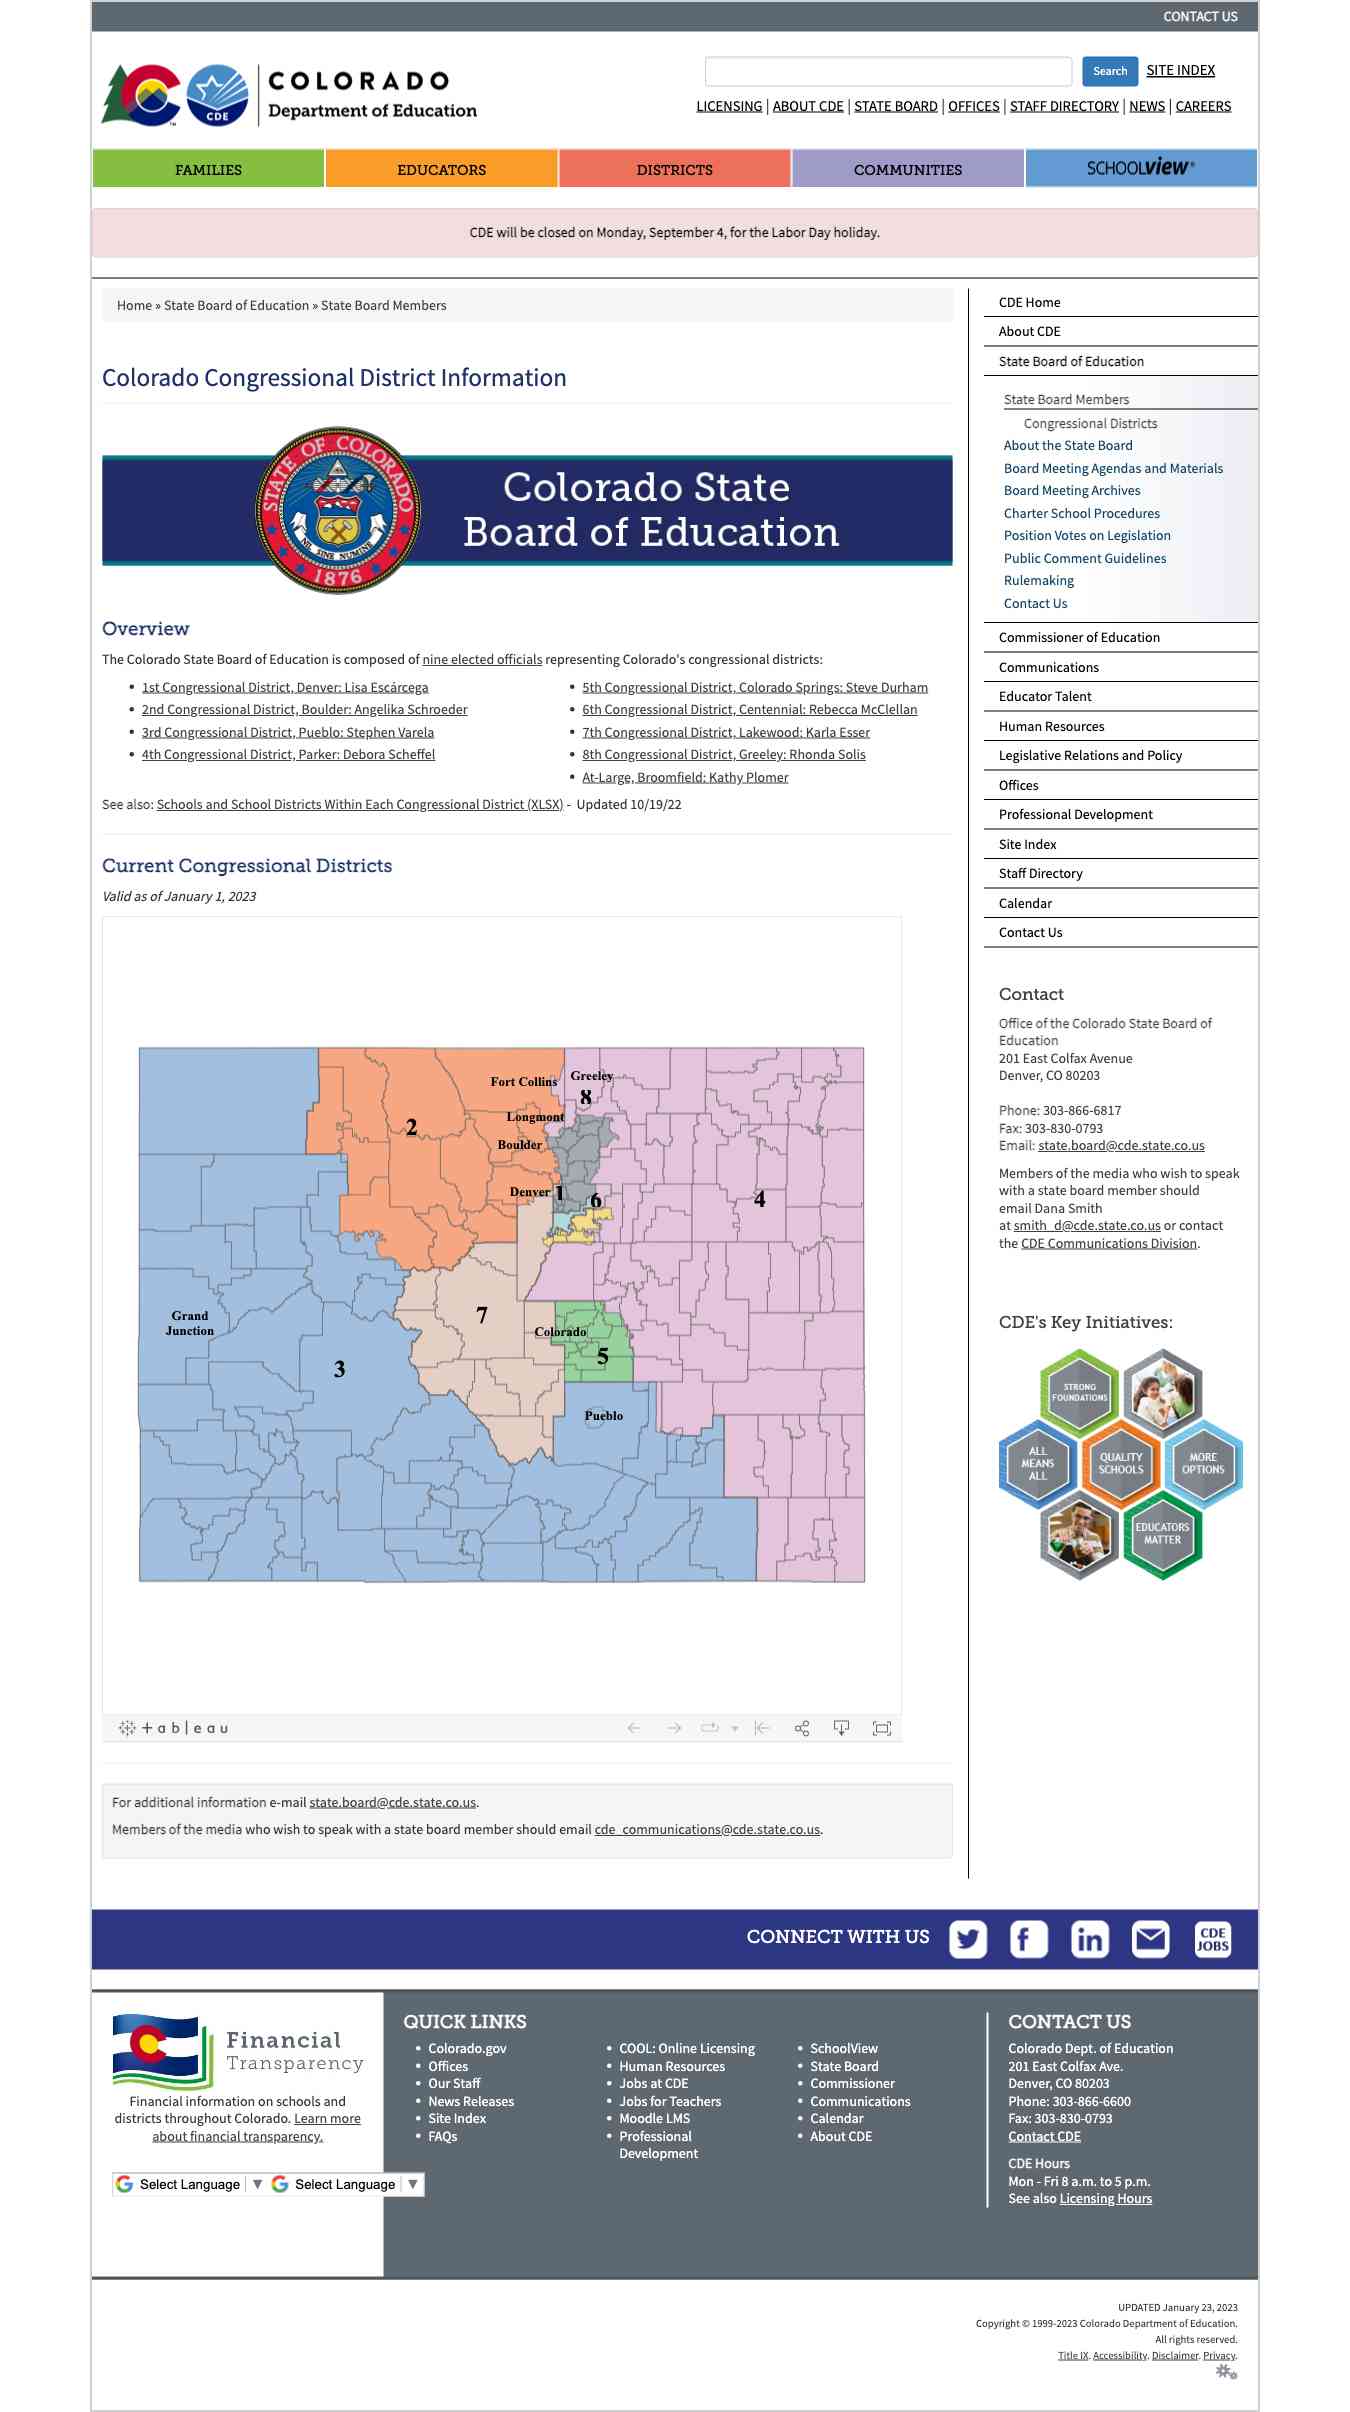 CONTACT US
CDE
COLORADO
Department of Education
Search
SITE INDEX
LICENSING | ABOUT CDE | STATE BOARD | OFFICES | STAFF DIRECTORY | NEWS | CAREERS
FAMILIES
EDUCATORS
DISTRICTS
COMMUNITIES
SCHOOLview®
CDE will be closed on Monday, September 4, for the Labor Day holiday.
Home » State Board of Education » State Board Members
Colorado Congressional District Information
STATE OF COLORADO
NIL SINE NUMINE
1876
Colorado State
Board of Education
Overview
The Colorado State Board of Education is composed of nine elected officials representing Colorado's congressional districts:
• 1st Congressional District, Denver: Lisa Escárcega
• 2nd Congressional District, Boulder: Angelika Schroeder
• 3rd Congressional District, Pueblo: Stephen Varela
• 4th Congressional District, Parker: Debora Scheffel
• 5th Congressional District, Colorado Springs: Steve Durham
• 6th Congressional District, Centennial: Rebecca McClellan
• 7th Congressional District, Lakewood: Karla Esser
• 8th Congressional District, Greeley: Rhonda Solis
• At-Large, Broomfield: Kathy Plomer
See also: Schools and School Districts Within Each Congressional District (XLSX) - Updated 10/19/22
Current Congressional Districts
Valid as of January 1, 2023
Fort Collins
Greeley
8
2
Longmont
Boulder
Denver
1
6
4
Grand
Junction
7
Colorado
5
3
Pueblo
+ a b | e a u
For additional information e-mail state.board@cde.state.co.us.
Members of the media who wish to speak with a state board member should email cde_communications@cde.state.co.us.
CDE Home
About CDE
State Board of Education
State Board Members
Congressional Districts
About the State Board
Board Meeting Agendas and Materials
Board Meeting Archives
Charter School Procedures
Position Votes on Legislation
Public Comment Guidelines
Rulemaking
Contact Us
Commissioner of Education
Communications
Educator Talent
Human Resources
Legislative Relations and Policy
Offices
Professional Development
Site Index
Staff Directory
Calendar
Contact Us
Contact
Office of the Colorado State Board of
Education
201 East Colfax Avenue
Denver, CO 80203
Phone: 303-866-6817
Fax: 303-830-0793
Email: state.board@cde.state.co.us
Members of the media who wish to speak
with a state board member should
email Dana Smith
at smith_d@cde.state.co.us or contact
the CDE Communications Division.
CDE's Key Initiatives:
STRONG
FOUNDATIONS
ALL
MEANS
ALL
QUALITY
SCHOOLS
MORE
OPTIONS
EDUCATORS
MATTER
CONNECT WITH US
CDE
JOBS
Financial
Transparency
Financial information on schools and
districts throughout Colorado. Learn more
about financial transparency.
Select Language ▼
Select Language ▼
QUICK LINKS
• Colorado.gov
• Offices
• Our Staff
• News Releases
• Site Index
• FAQs
• COOL: Online Licensing
• Human Resources
• Jobs at CDE
• Jobs for Teachers
• Moodle LMS
• Professional
Development
• SchoolView
• State Board
• Commissioner
• Communications
• Calendar
• About CDE
CONTACT US
Colorado Dept. of Education
201 East Colfax Ave.
Denver, CO 80203
Phone: 303-866-6600
Fax: 303-830-0793
Contact CDE
CDE Hours
Mon - Fri 8 a.m. to 5 p.m.
See also Licensing Hours
UPDATED January 23, 2023
Copyright © 1999-2023 Colorado Department of Education.
All rights reserved.
Title IX. Accessibility. Disclaimer. Privacy.